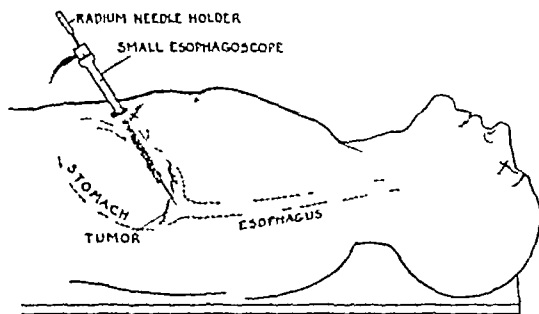 RADIUM NEEDLE HOLDER
SMALL ESOPHAGOSCOPE
STOMACH
ESOPHAGUS
TUMOR